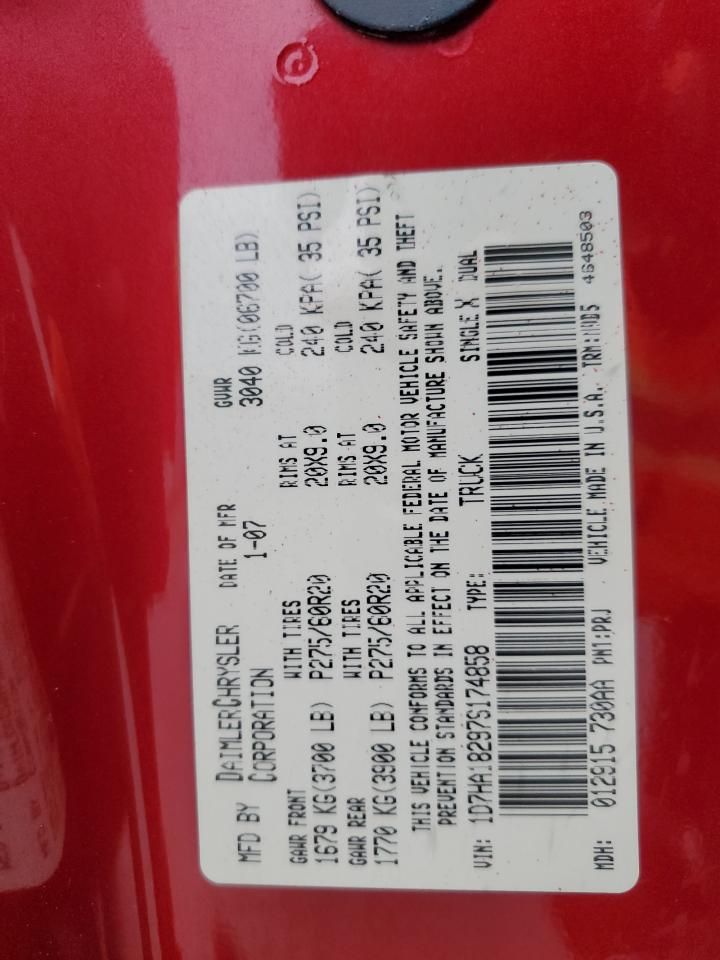 MFD BY DAIMLERCHRYSLER CORPORATION DATE OF MFR 1-07 GVWR 3040 KG(06700 LB)
GAWR FRONT WITH TIRES RIMS AT COLD
1679 KG(3700 LB) P275/60R20 20X9.0 240 KPA( 35 PSI)
GAWR REAR WITH TIRES RIMS AT COLD
1770 KG(3900 LB) P275/60R20 20X9.0 240 KPA( 35 PSI)
THIS VEHICLE CONFORMS TO ALL APPLICABLE FEDERAL MOTOR VEHICLE SAFETY AND THEFT
PREVENTION STANDARDS IN EFFECT ON THE DATE OF MANUFACTURE SHOWN ABOVE.
VIN: 1D7HA18297S174858 TYPE: TRUCK SINGLE X DUAL
MDH: 012915 730AA PNT:PRJ VEHICLE MADE IN U.S.A. TRM: 4648503